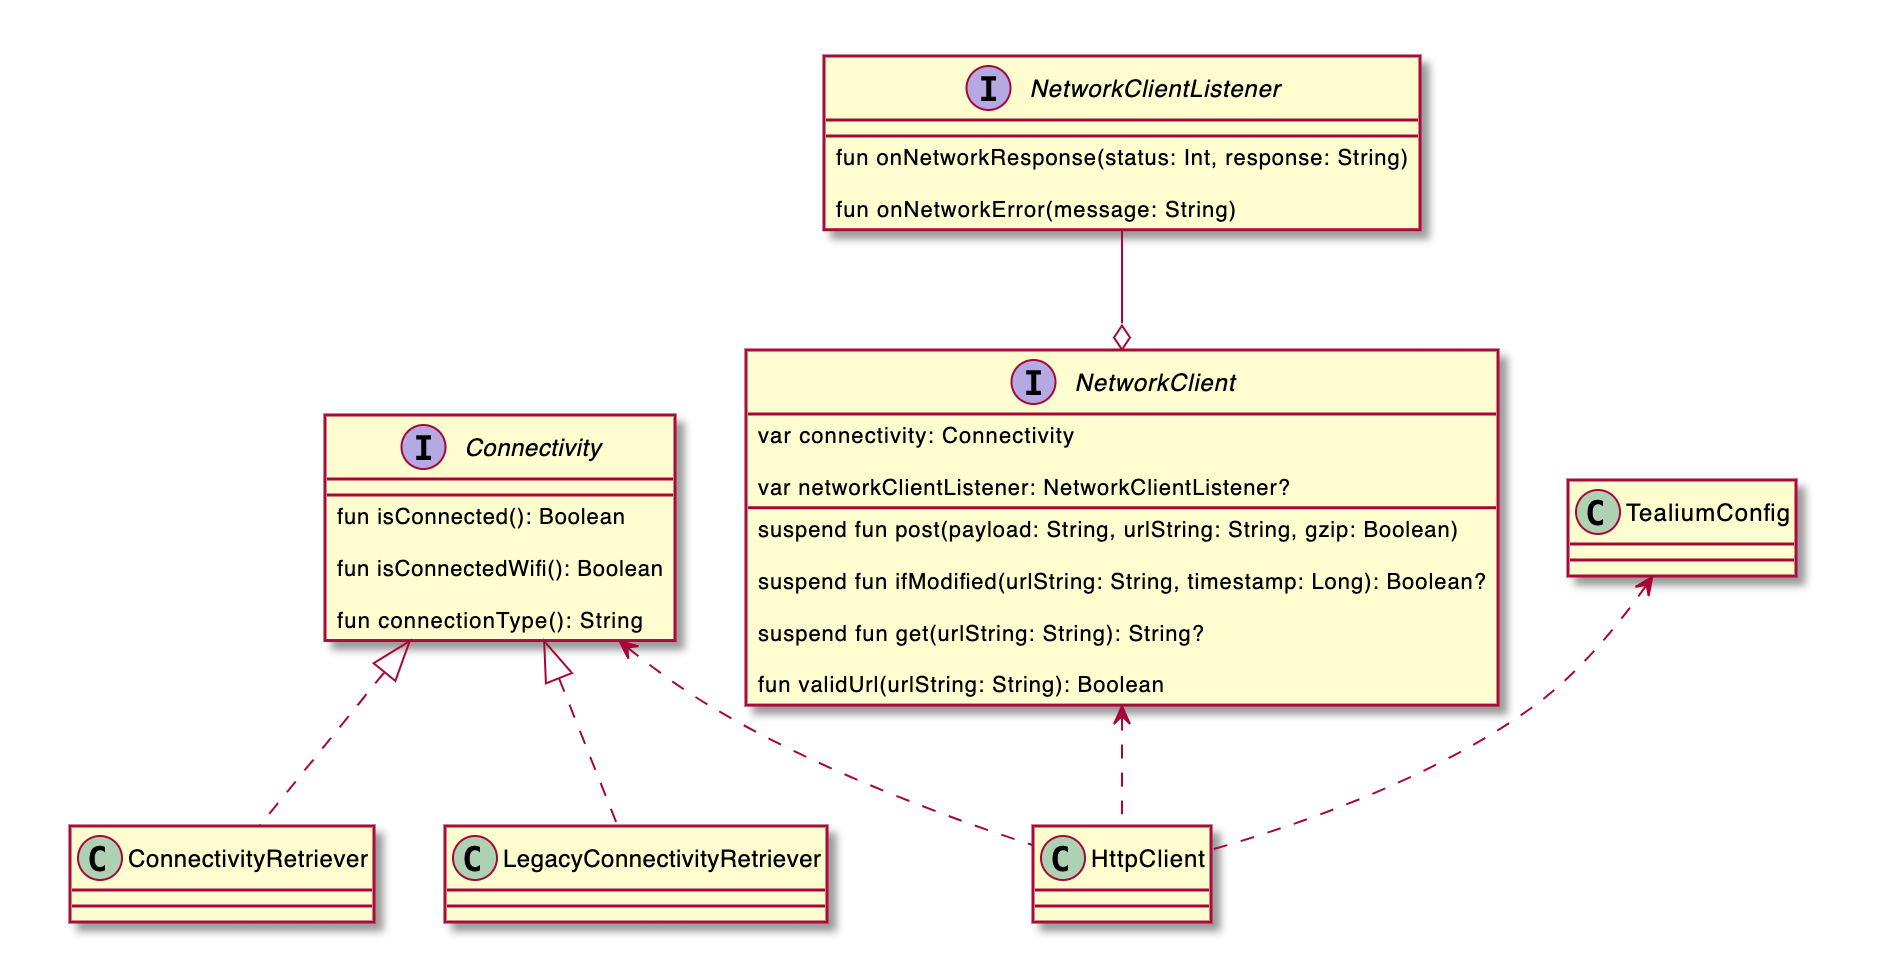 I NetworkClientListener
fun onNetworkResponse(status: Int, response: String)
fun onNetworkError(message: String)
I NetworkClient
var connectivity: Connectivity
var networkClientListener: NetworkClientListener?
suspend fun post(payload: String, urlString: String, gzip: Boolean)
suspend fun ifModified(urlString: String, timestamp: Long): Boolean?
suspend fun get(urlString: String): String?
fun validUrl(urlString: String): Boolean
I Connectivity
fun isConnected(): Boolean
fun isConnectedWifi(): Boolean
fun connectionType(): String
C TealiumConfig
C ConnectivityRetriever
C LegacyConnectivityRetriever
C HttpClient